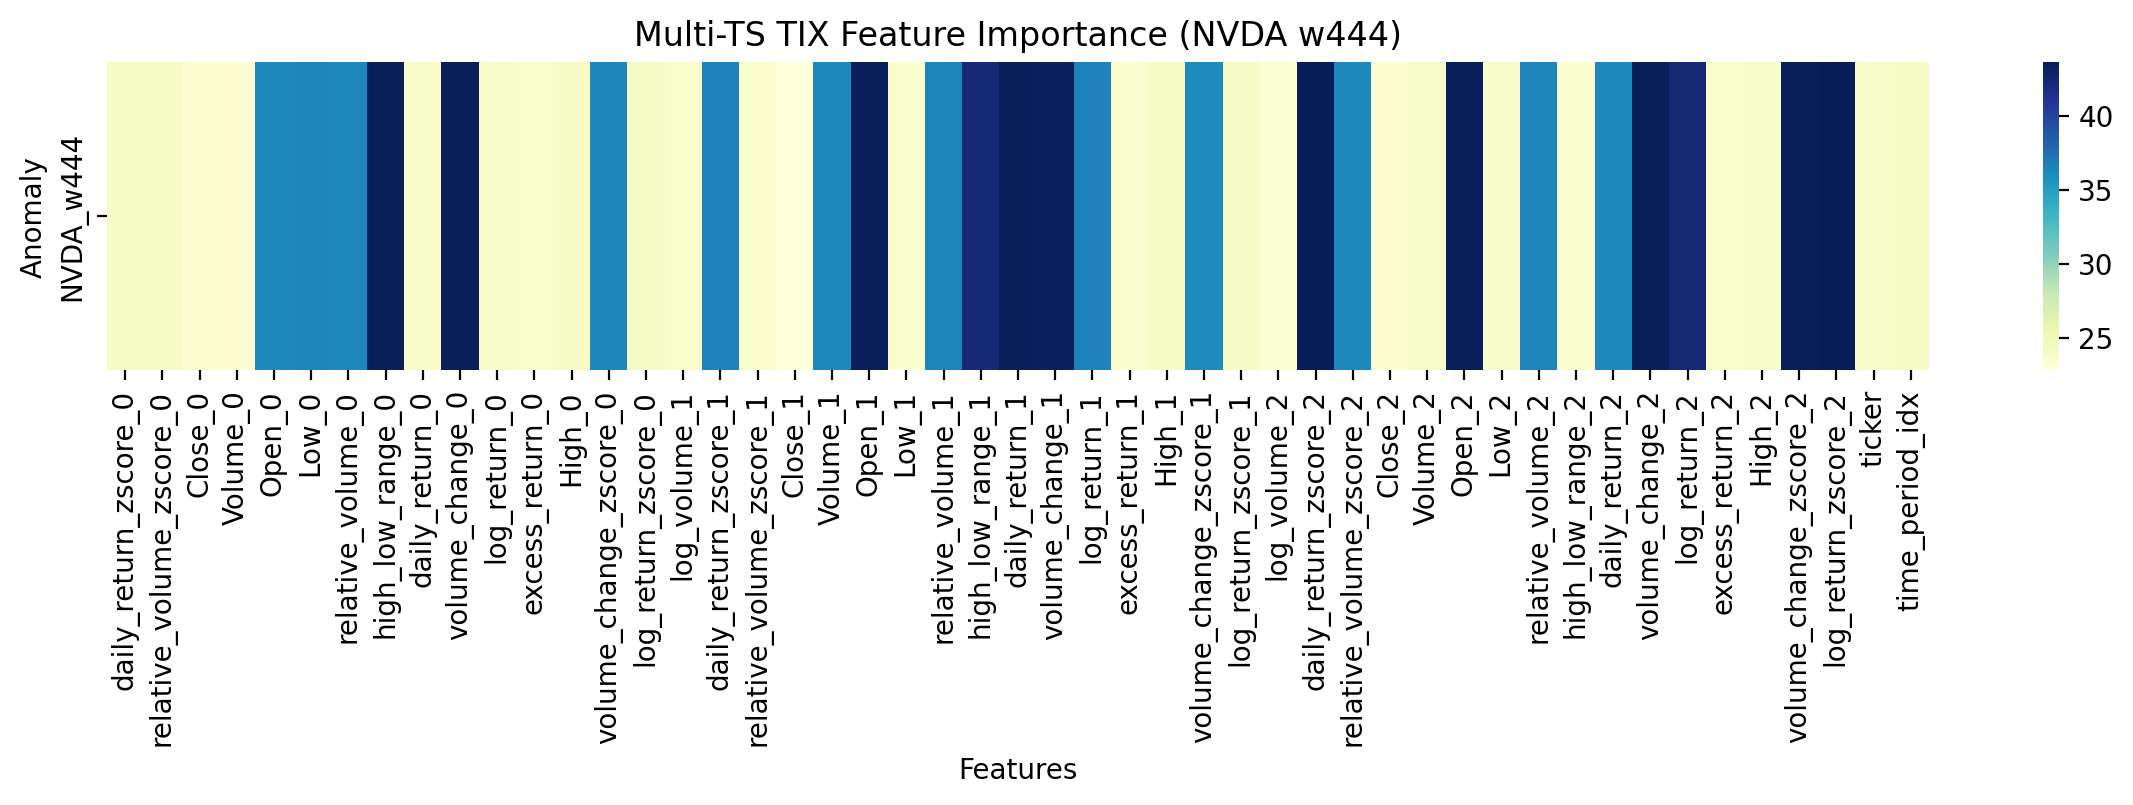 Multi-TS TIX Feature Importance (NVDA w444)
Anomaly
NVDA_w444
40
35
30
25
daily_return_zscore_0
relative_volume_zscore_0
Close_0
Volume_0
Open_0
Low_0
relative_volume_0
high_low_range_0
daily_return_0
volume_change_0
log_return_0
excess_return_0
High_0
volume_change_zscore_0
log_return_zscore_0
log_volume_1
daily_return_zscore_1
relative_volume_zscore_1
Close_1
Volume_1
Open_1
Low_1
relative_volume_1
high_low_range_1
daily_return_1
volume_change_1
log_return_1
excess_return_1
High_1
volume_change_zscore_1
log_return_zscore_1
log_volume_2
daily_return_zscore_2
relative_volume_zscore_2
Close_2
Volume_2
Open_2
Low_2
relative_volume_2
high_low_range_2
daily_return_2
volume_change_2
log_return_2
excess_return_2
High_2
volume_change_zscore_2
log_return_zscore_2
ticker
time_period_idx
Features